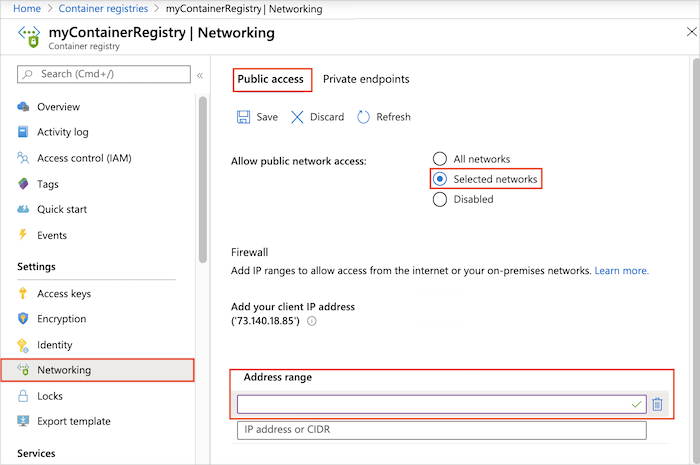 Home > Container registries > myContainerRegistry | Networking
myContainerRegistry | Networking
Container registry
Search (Cmd+/)
«
Overview
Activity log
Access control (IAM)
Tags
Quick start
Events
Settings
Access keys
Encryption
Identity
Networking
Locks
Export template
Services
Public access Private endpoints
Save Discard Refresh
Allow public network access:
All networks
Selected networks
Disabled
Firewall
Add IP ranges to allow access from the internet or your on-premises networks. Learn more.
Add your client IP address
('73.140.18.85')
Address range
IP address or CIDR